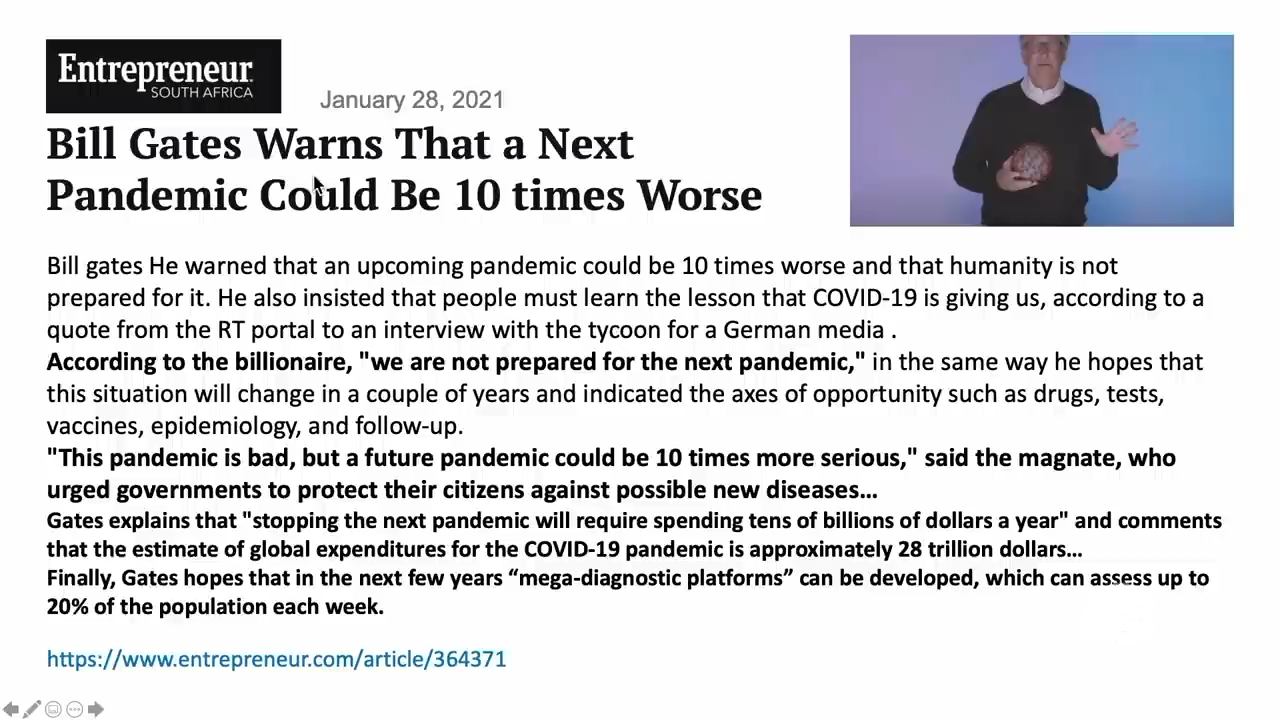 Entrepreneur
SOUTH AFRICA
January 28, 2021
Bill Gates Warns That a Next
Pandemic Could Be 10 times Worse
Bill gates He warned that an upcoming pandemic could be 10 times worse and that humanity is not
prepared for it. He also insisted that people must learn the lesson that COVID-19 is giving us, according to a
quote from the RT portal to an interview with the tycoon for a German media .
According to the billionaire, "we are not prepared for the next pandemic," in the same way he hopes that
this situation will change in a couple of years and indicated the axes of opportunity such as drugs, tests,
vaccines, epidemiology, and follow-up.
"This pandemic is bad, but a future pandemic could be 10 times more serious," said the magnate, who
urged governments to protect their citizens against possible new diseases...
Gates explains that "stopping the next pandemic will require spending tens of billions of dollars a year" and comments
that the estimate of global expenditures for the COVID-19 pandemic is approximately 28 trillion dollars...
Finally, Gates hopes that in the next few years “mega-diagnostic platforms” can be developed, which can assess up to
20% of the population each week.
https://www.entrepreneur.com/article/364371